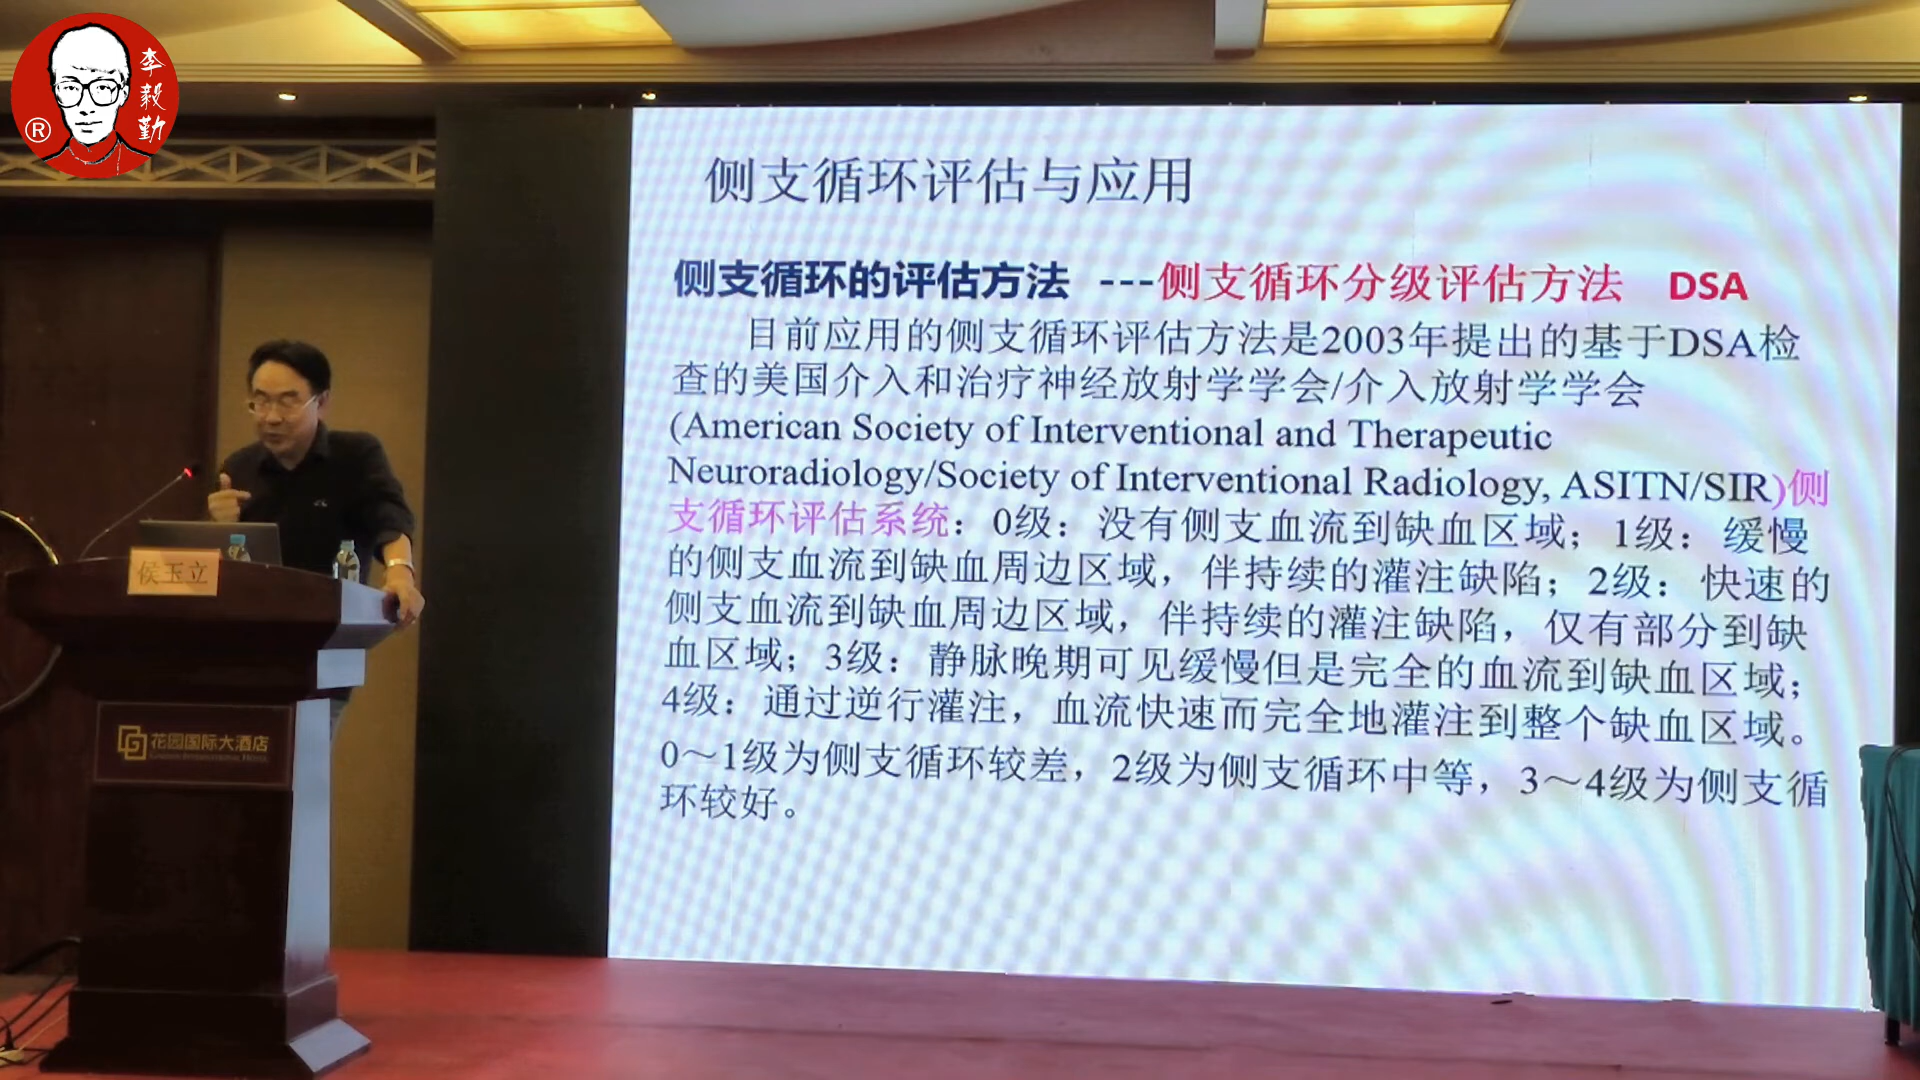 李毅勤
®
侧支循环评估与应用
侧支循环的评估方法 ---侧支循环分级评估方法 DSA
目前应用的侧支循环评估方法是2003年提出的基于DSA检
查的美国介入和治疗神经放射学学会/介入放射学学会
(American Society of Interventional and Therapeutic
Neuroradiology/Society of Interventional Radiology, ASITN/SIR)侧
支循环评估系统：0级：没有侧支血流到缺血区域；1级：缓慢
的侧支血流到缺血周边区域，伴持续的灌注缺陷；2级：快速的
侧支血流到缺血周边区域，伴持续的灌注缺陷，仅有部分到缺
血区域；3级：静脉晚期可见缓慢但是完全的血流到缺血区域；
4级：通过逆行灌注，血流快速而完全地灌注到整个缺血区域。
0～1级为侧支循环较差，2级为侧支循环中等，3～4级为侧支循
环较好。
侯玉立
花园国际大酒店